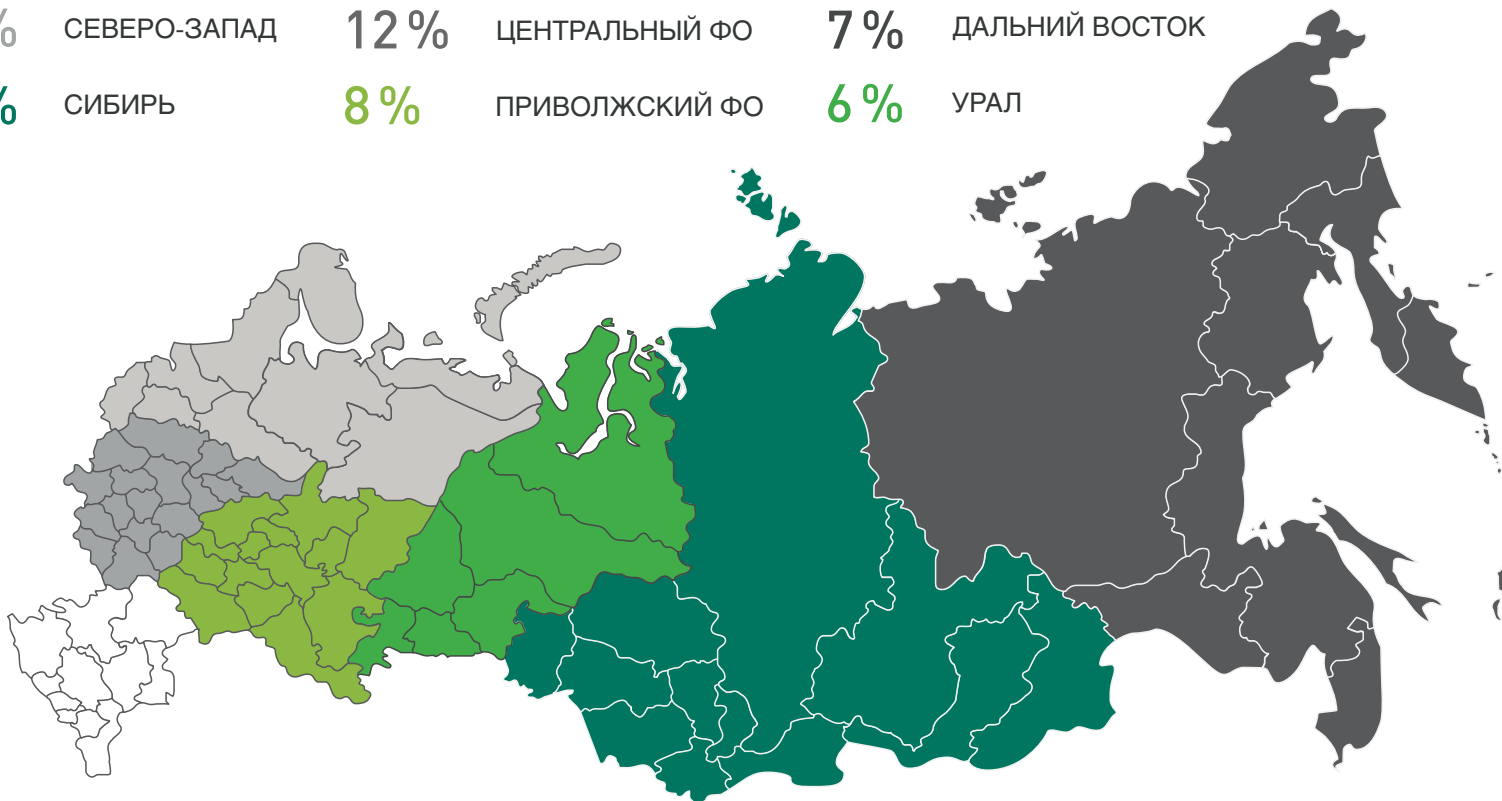 % СЕВЕРО-ЗАПАД 12 % ЦЕНТРАЛЬНЫЙ ФО 7 % ДАЛЬНИЙ ВОСТОК
% СИБИРЬ 8 % ПРИВОЛЖСКИЙ ФО 6 % УРАЛ